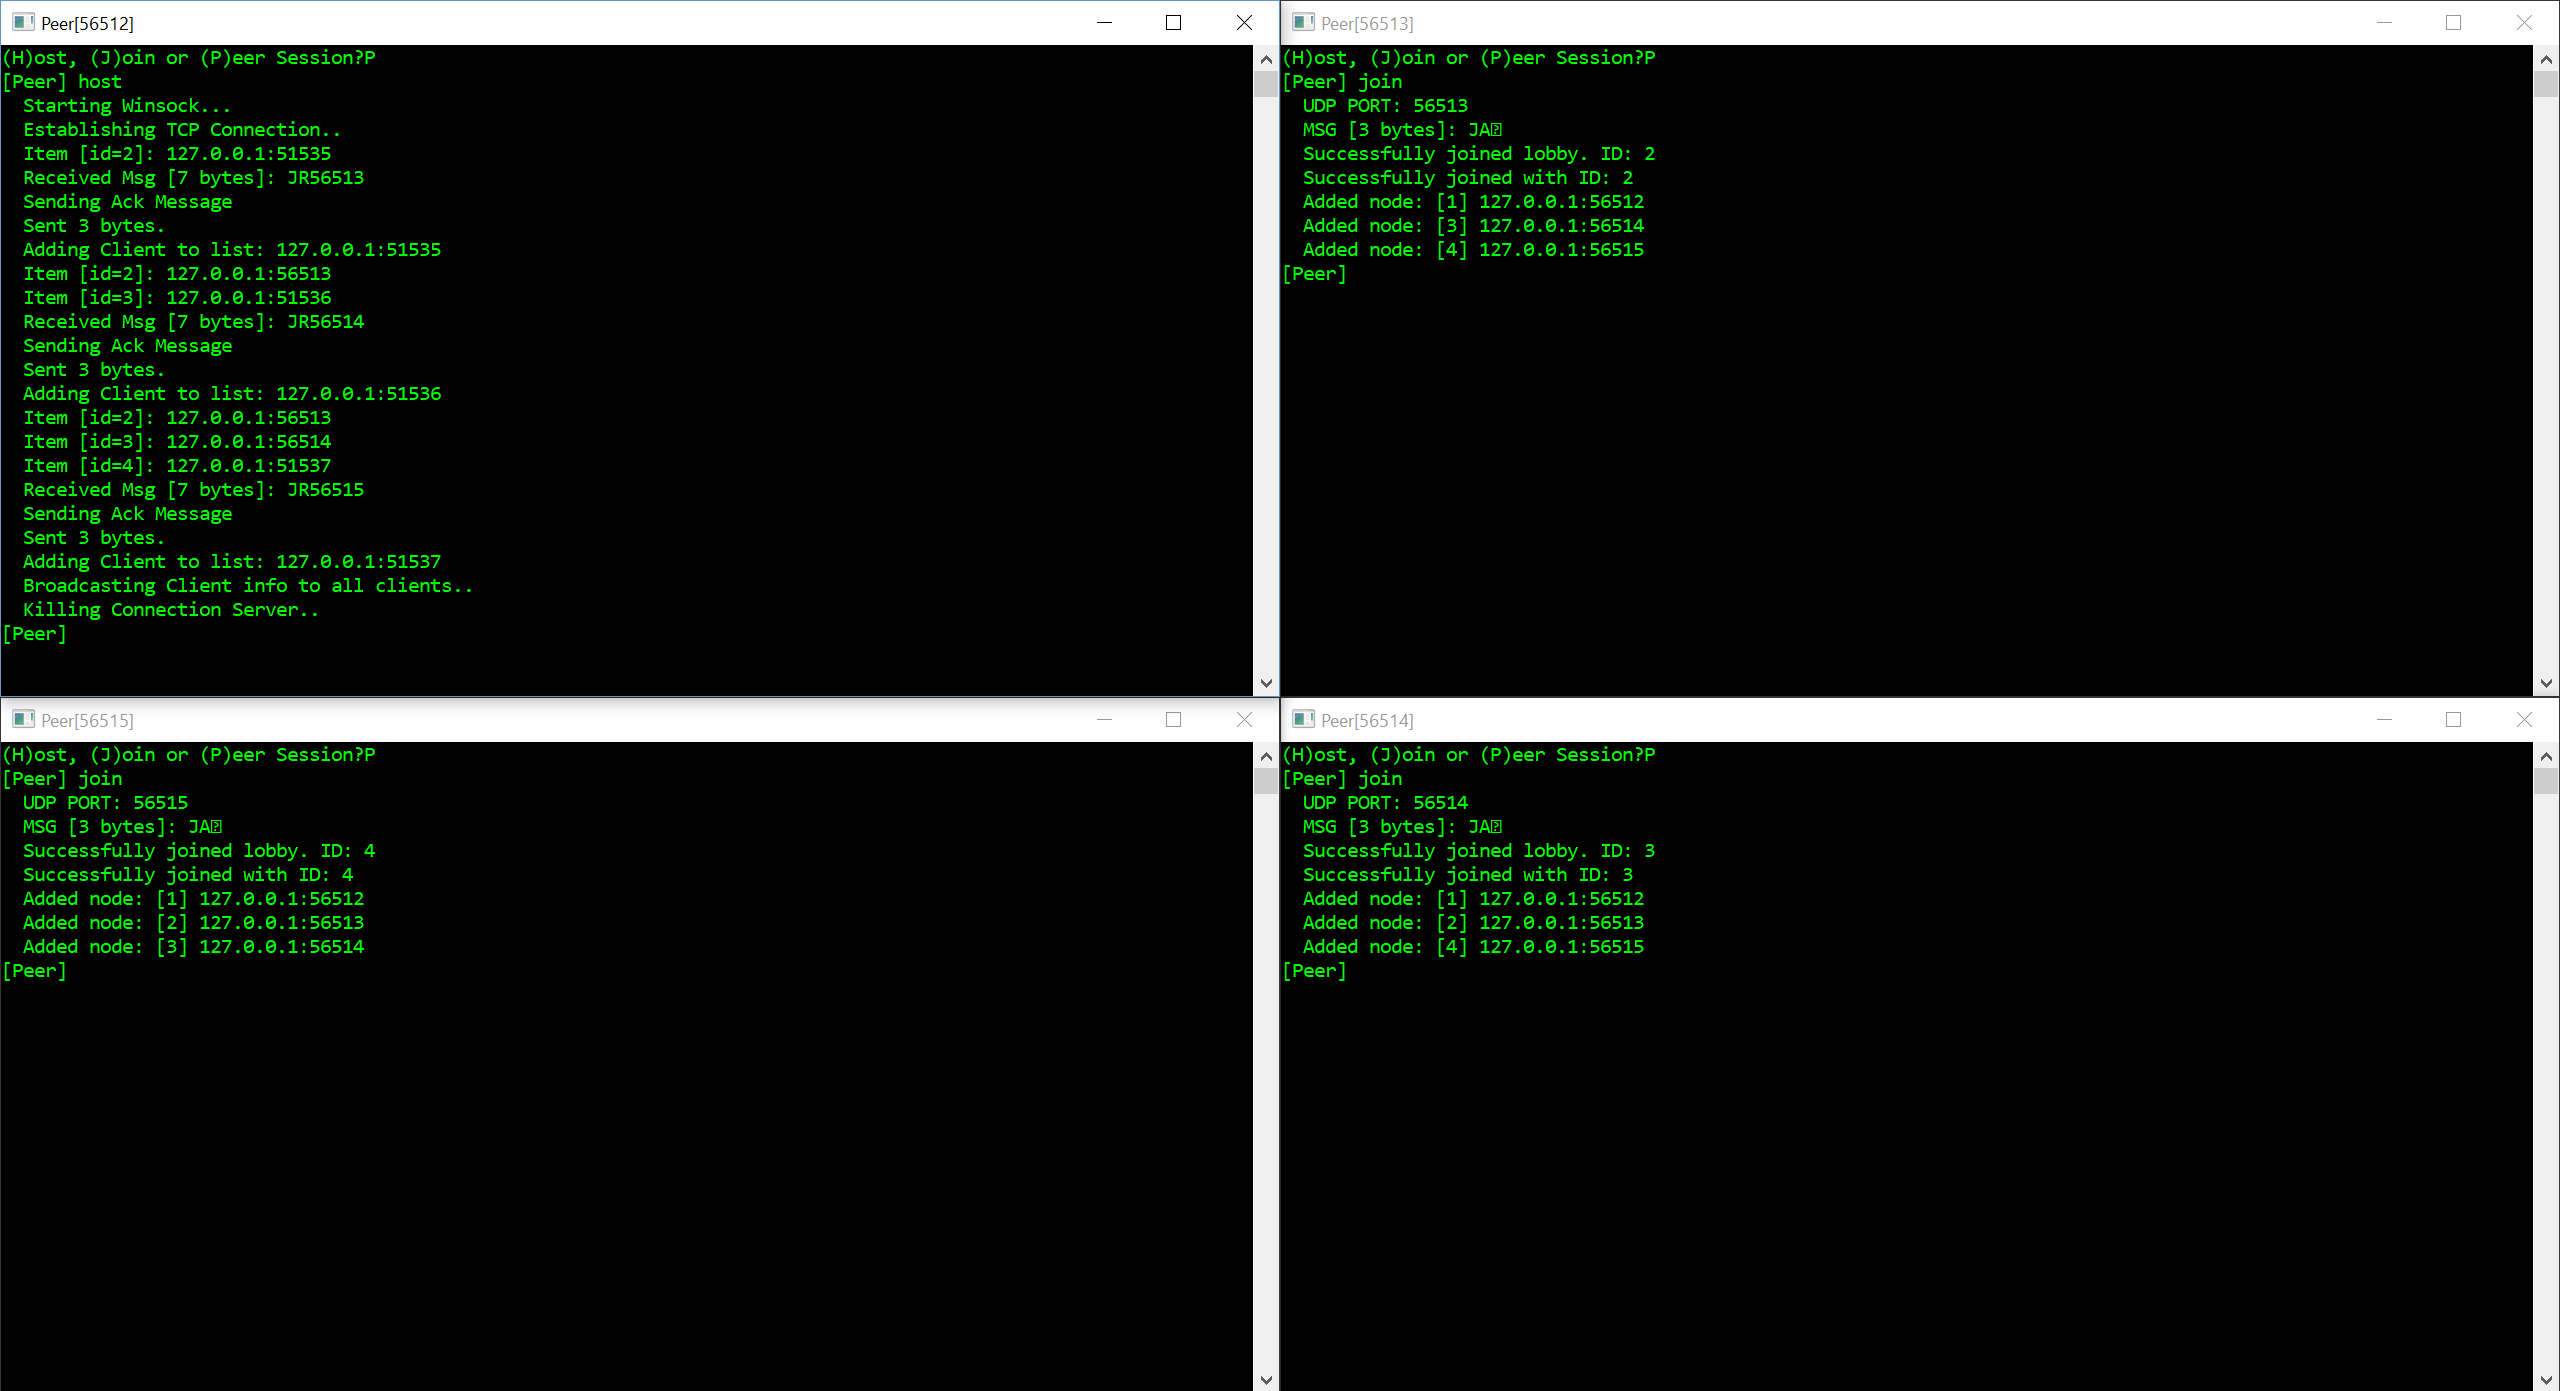 Peer[56512]
(H)ost, (J)oin or (P)eer Session?P
[Peer] host
  Starting Winsock...
  Establishing TCP Connection..
  Item [id=2]: 127.0.0.1:51535
  Received Msg [7 bytes]: JR56513
  Sending Ack Message
  Sent 3 bytes.
  Adding Client to list: 127.0.0.1:51535
  Item [id=2]: 127.0.0.1:56513
  Item [id=3]: 127.0.0.1:51536
  Received Msg [7 bytes]: JR56514
  Sending Ack Message
  Sent 3 bytes.
  Adding Client to list: 127.0.0.1:51536
  Item [id=2]: 127.0.0.1:56513
  Item [id=3]: 127.0.0.1:56514
  Item [id=4]: 127.0.0.1:51537
  Received Msg [7 bytes]: JR56515
  Sending Ack Message
  Sent 3 bytes.
  Adding Client to list: 127.0.0.1:51537
  Broadcasting Client info to all clients..
  Killing Connection Server..
[Peer]
Peer[56513]
(H)ost, (J)oin or (P)eer Session?P
[Peer] join
  UDP PORT: 56513
  MSG [3 bytes]: JA�
  Successfully joined lobby. ID: 2
  Successfully joined with ID: 2
  Added node: [1] 127.0.0.1:56512
  Added node: [3] 127.0.0.1:56514
  Added node: [4] 127.0.0.1:56515
[Peer]
Peer[56515]
(H)ost, (J)oin or (P)eer Session?P
[Peer] join
  UDP PORT: 56515
  MSG [3 bytes]: JA�
  Successfully joined lobby. ID: 4
  Successfully joined with ID: 4
  Added node: [1] 127.0.0.1:56512
  Added node: [2] 127.0.0.1:56513
  Added node: [3] 127.0.0.1:56514
[Peer]
Peer[56514]
(H)ost, (J)oin or (P)eer Session?P
[Peer] join
  UDP PORT: 56514
  MSG [3 bytes]: JA�
  Successfully joined lobby. ID: 3
  Successfully joined with ID: 3
  Added node: [1] 127.0.0.1:56512
  Added node: [2] 127.0.0.1:56513
  Added node: [4] 127.0.0.1:56515
[Peer]